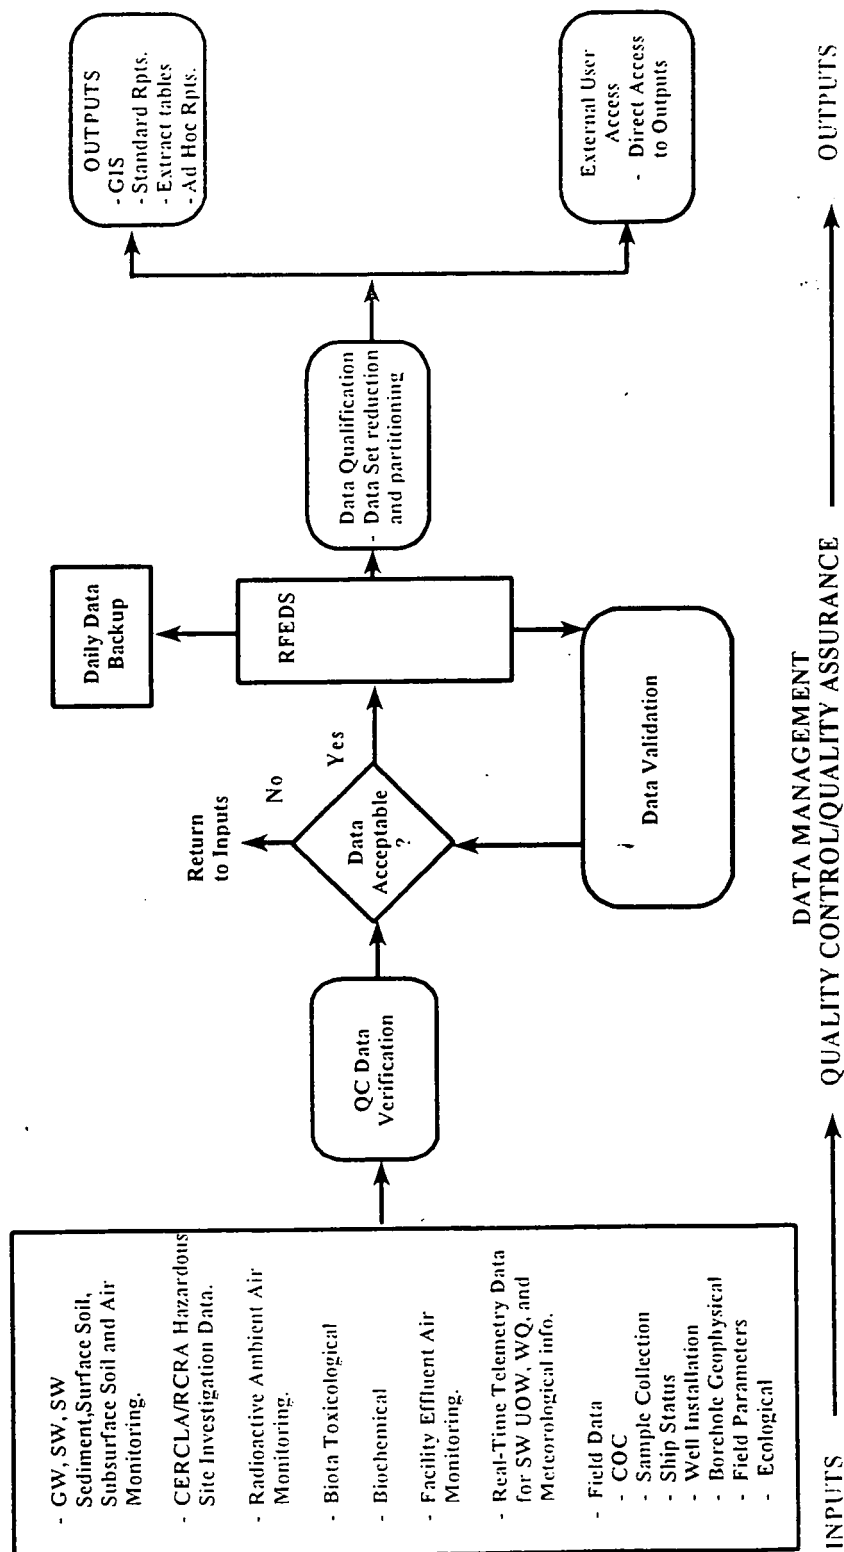 - GW, SW, SW
Sediment,Surface Soil,
Subsurface Soil and Air
Monitoring.
- CERCLA/RCRA Hazardous
Site Investigation Data.
- Radioactive Ambient Air
Monitoring.
- Biota Toxicological
- Biochemical
- Facility Effluent Air
Monitoring.
- Real-Time Telemetry Data
for SW UOW, WQ, and
Meteorological info.
- Field Data
- COC
- Sample Collection
- Ship Status
- Well Installation
- Borehole Geophysical
- Field Parameters
- Ecological
QC Data
Verification
Data
Acceptable
?
No
Return
to Inputs
Yes
RFEDS
Daily Data
Backup
Data Validation
Data Qualification
- Data Set reduction
and partitioning
OUTPUTS
- GIS
- Standard Rpts.
- Extract tables
- Ad Hoc Rpts.
External User
Access
- Direct Access
to Outputs
INPUTS
DATA MANAGEMENT
QUALITY CONTROL/QUALITY ASSURANCE
OUTPUTS